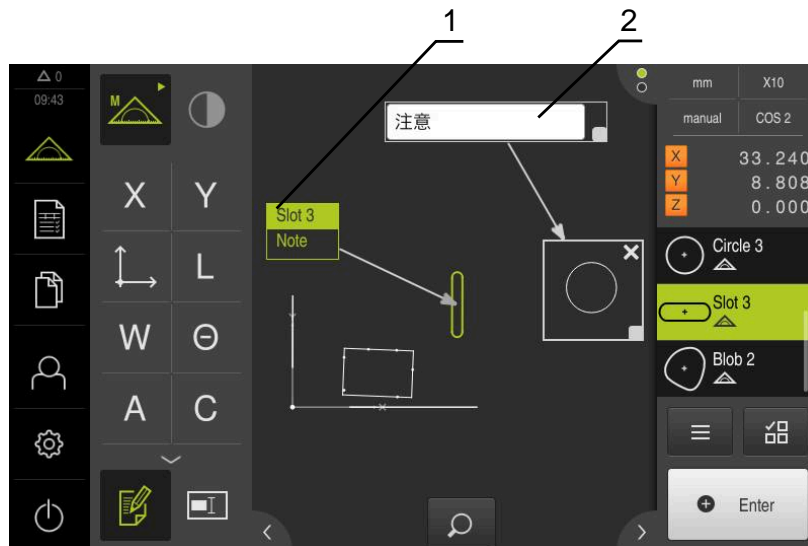 1
2
0
09:43
M
X
Y
L
W
Θ
A
C
注意
Slot 3
Note
mm
X10
manual
COS 2
X 33.240
Y 8.808
Z 0.000
Circle 3
Slot 3
Blob 2
Enter